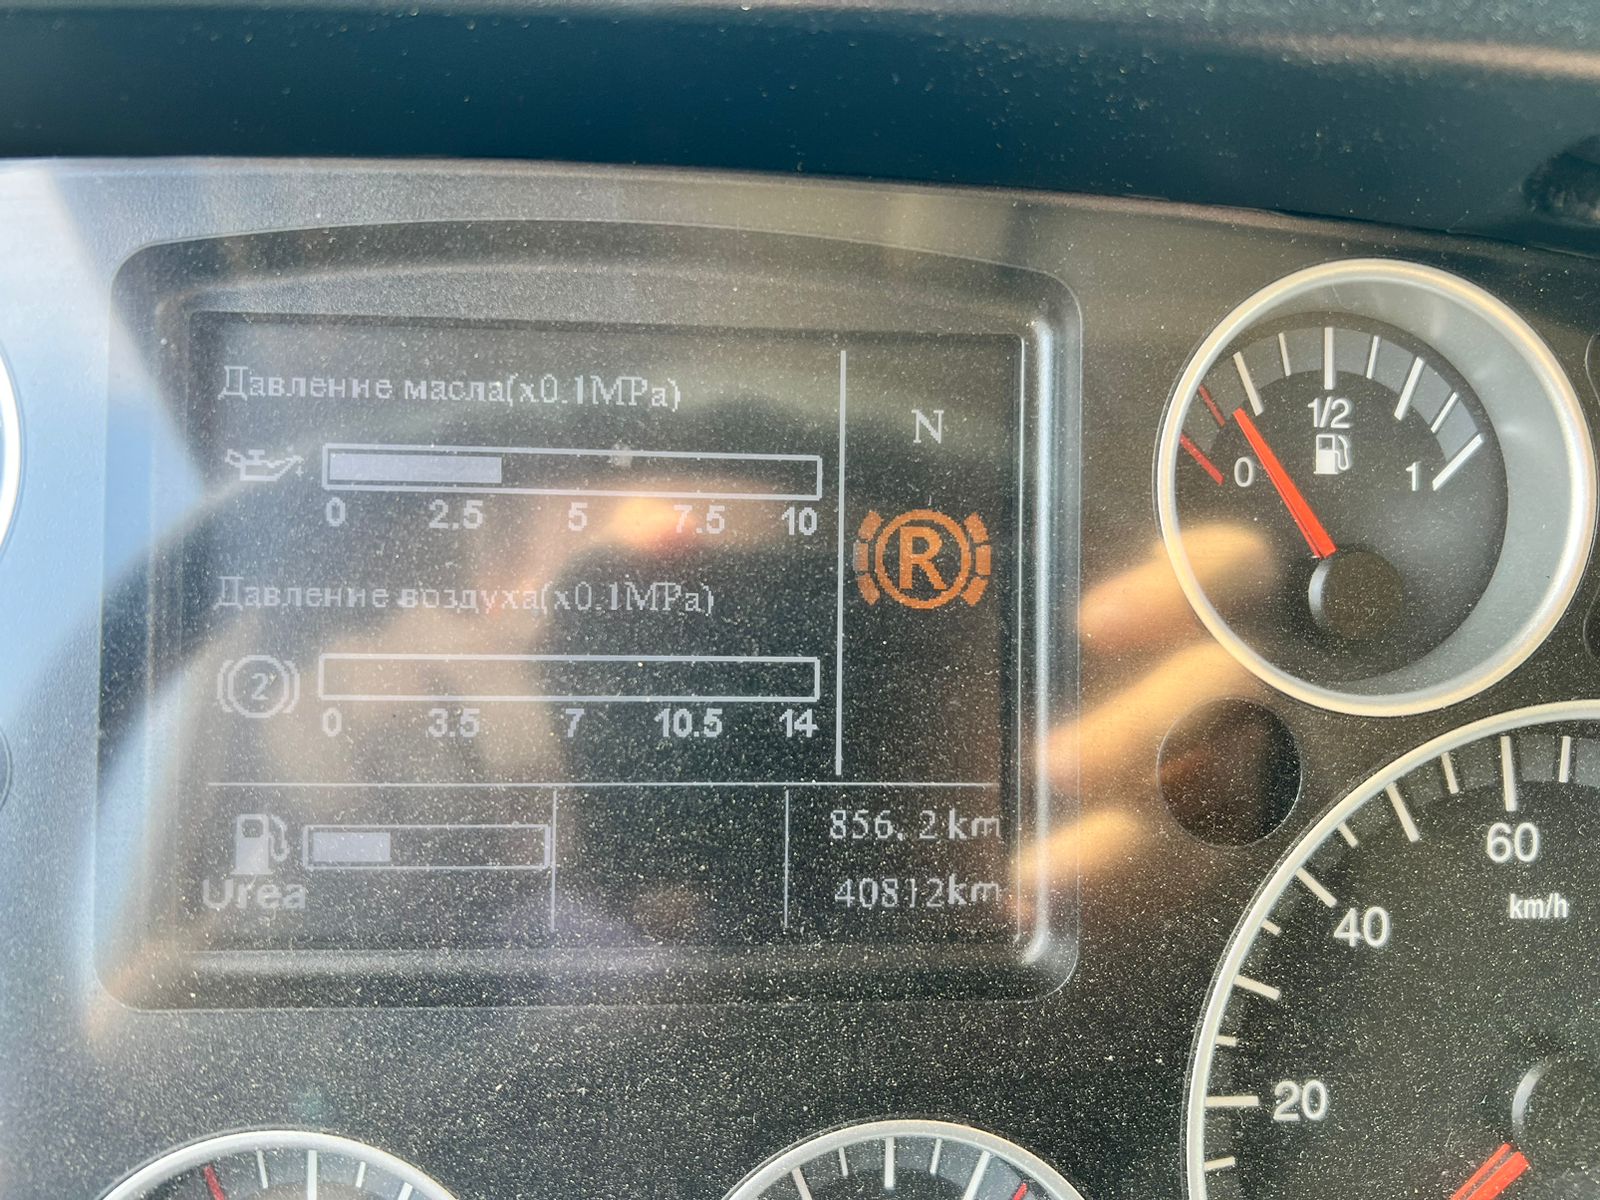 Давление масла(x0.1MPa)
N
0 2.5 5 7.5 10
R
Давление воздуха(x0.1MPa)
2
0 3.5 7 10.5 14
856.2km
Urea
40812km
0 1/2 1
60
km/h
40
20